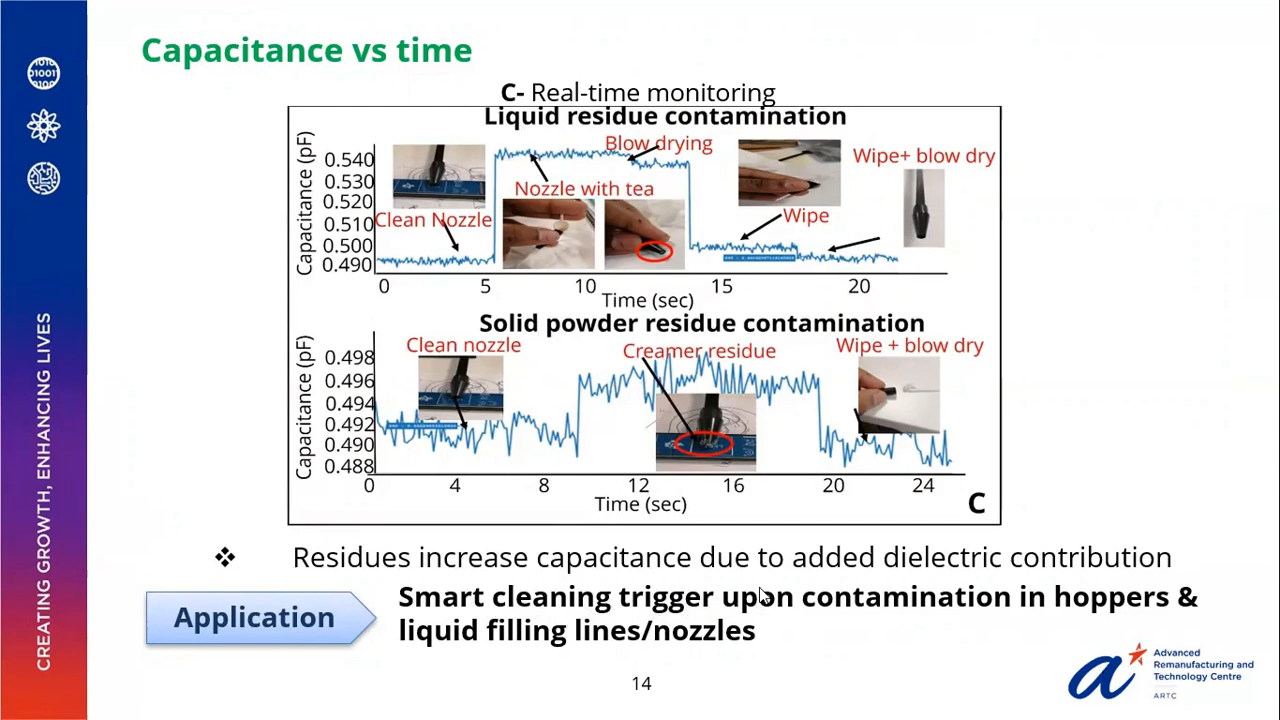 Capacitance vs time
C- Real-time monitoring
Liquid residue contamination
Capacitance (pF)
0.540
0.530
0.520
0.510
0.500
0.490
Clean Nozzle
Nozzle with tea
Blow drying
Wipe
Wipe+ blow dry
0 5 10 15 20
Time (sec)
Solid powder residue contamination
Capacitance (pF)
0.498
0.496
0.494
0.492
0.490
0.488
Clean nozzle
Creamer residue
Wipe + blow dry
0 4 8 12 16 20 24
Time (sec)
C
❖ Residues increase capacitance due to added dielectric contribution
Application
Smart cleaning trigger upon contamination in hoppers &
liquid filling lines/nozzles
14
CREATING GROWTH, ENHANCING LIVES
Advanced
Remanufacturing and
Technology Centre
ARTC